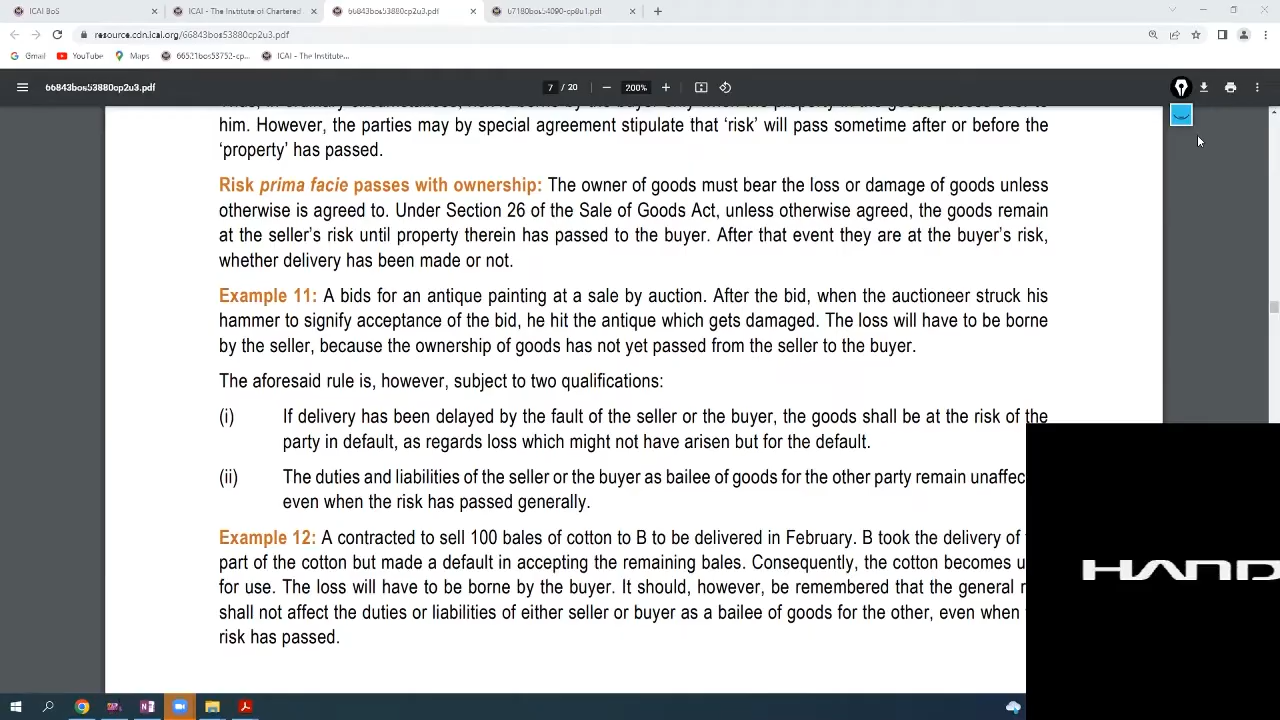 ICAI BoS
ICAI - The Institute of Chartered
66843bos53880cp2u3.pdf
67180bos54090-cp8u1.pdf
resource.cdn.icai.org/66843bos53880cp2u3.pdf
Gmail YouTube Maps 66521bos53752-cp... ICAI - The Institute...
66843bos53880cp2u3.pdf 7 / 20 200%
him. However, the parties may by special agreement stipulate that ‘risk’ will pass sometime after or before the
‘property’ has passed.
Risk prima facie passes with ownership: The owner of goods must bear the loss or damage of goods unless
otherwise is agreed to. Under Section 26 of the Sale of Goods Act, unless otherwise agreed, the goods remain
at the seller’s risk until property therein has passed to the buyer. After that event they are at the buyer’s risk,
whether delivery has been made or not.
Example 11: A bids for an antique painting at a sale by auction. After the bid, when the auctioneer struck his
hammer to signify acceptance of the bid, he hit the antique which gets damaged. The loss will have to be borne
by the seller, because the ownership of goods has not yet passed from the seller to the buyer.
The aforesaid rule is, however, subject to two qualifications:
(i) If delivery has been delayed by the fault of the seller or the buyer, the goods shall be at the risk of the
party in default, as regards loss which might not have arisen but for the default.
(ii) The duties and liabilities of the seller or the buyer as bailee of goods for the other party remain unaffec
even when the risk has passed generally.
Example 12: A contracted to sell 100 bales of cotton to B to be delivered in February. B took the delivery of
part of the cotton but made a default in accepting the remaining bales. Consequently, the cotton becomes u
for use. The loss will have to be borne by the buyer. It should, however, be remembered that the general r
shall not affect the duties or liabilities of either seller or buyer as a bailee of goods for the other, even when
risk has passed.
HAND